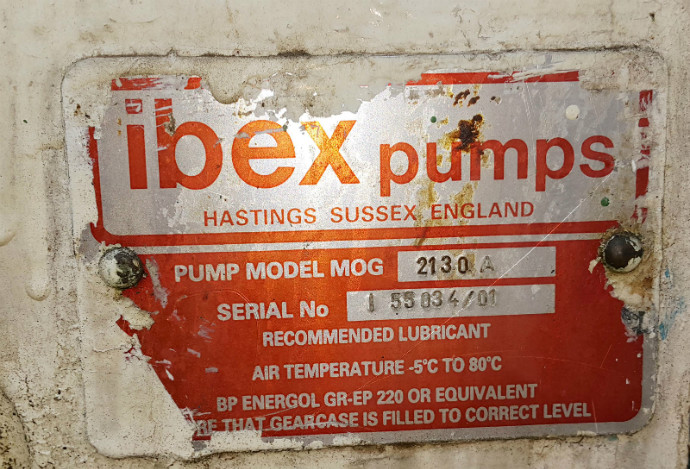 ibex pumps
HASTINGS SUSSEX ENGLAND
PUMP MODEL MOG 2130 A
SERIAL No I 55034/01
RECOMMENDED LUBRICANT
AIR TEMPERATURE -5°C TO 80°C
BP ENERGOL GR-EP 220 OR EQUIVALENT
RE THAT GEARCASE IS FILLED TO CORRECT LEVEL